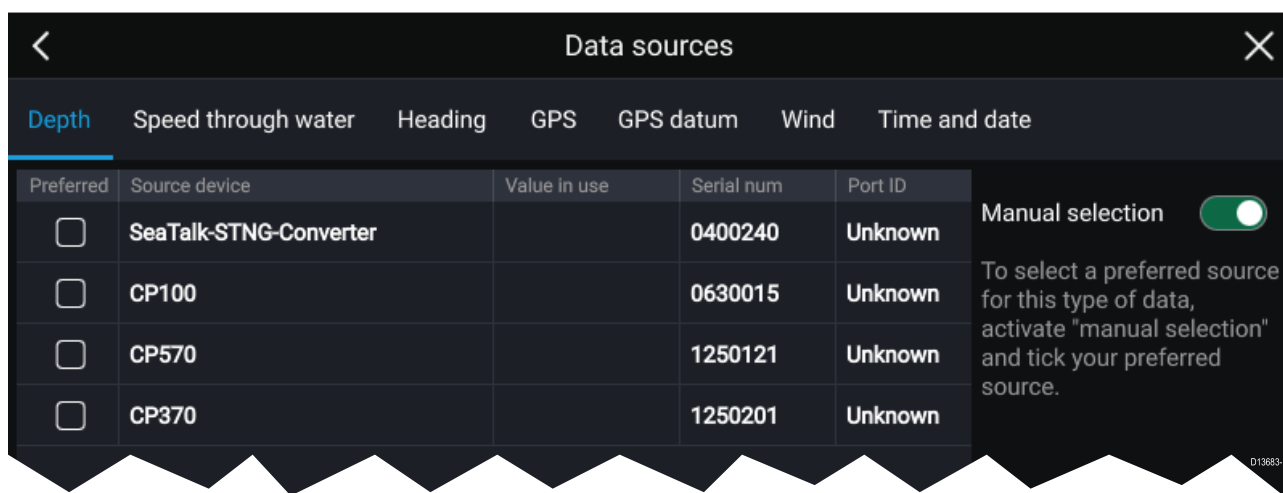 Data sources
Depth Speed through water Heading GPS GPS datum Wind Time and date
Preferred Source device Value in use Serial num Port ID
SeaTalk-STNG-Converter 0400240 Unknown
CP100 0630015 Unknown
CP570 1250121 Unknown
CP370 1250201 Unknown
Manual selection
To select a preferred source
for this type of data,
activate "manual selection"
and tick your preferred
source.
D13683-